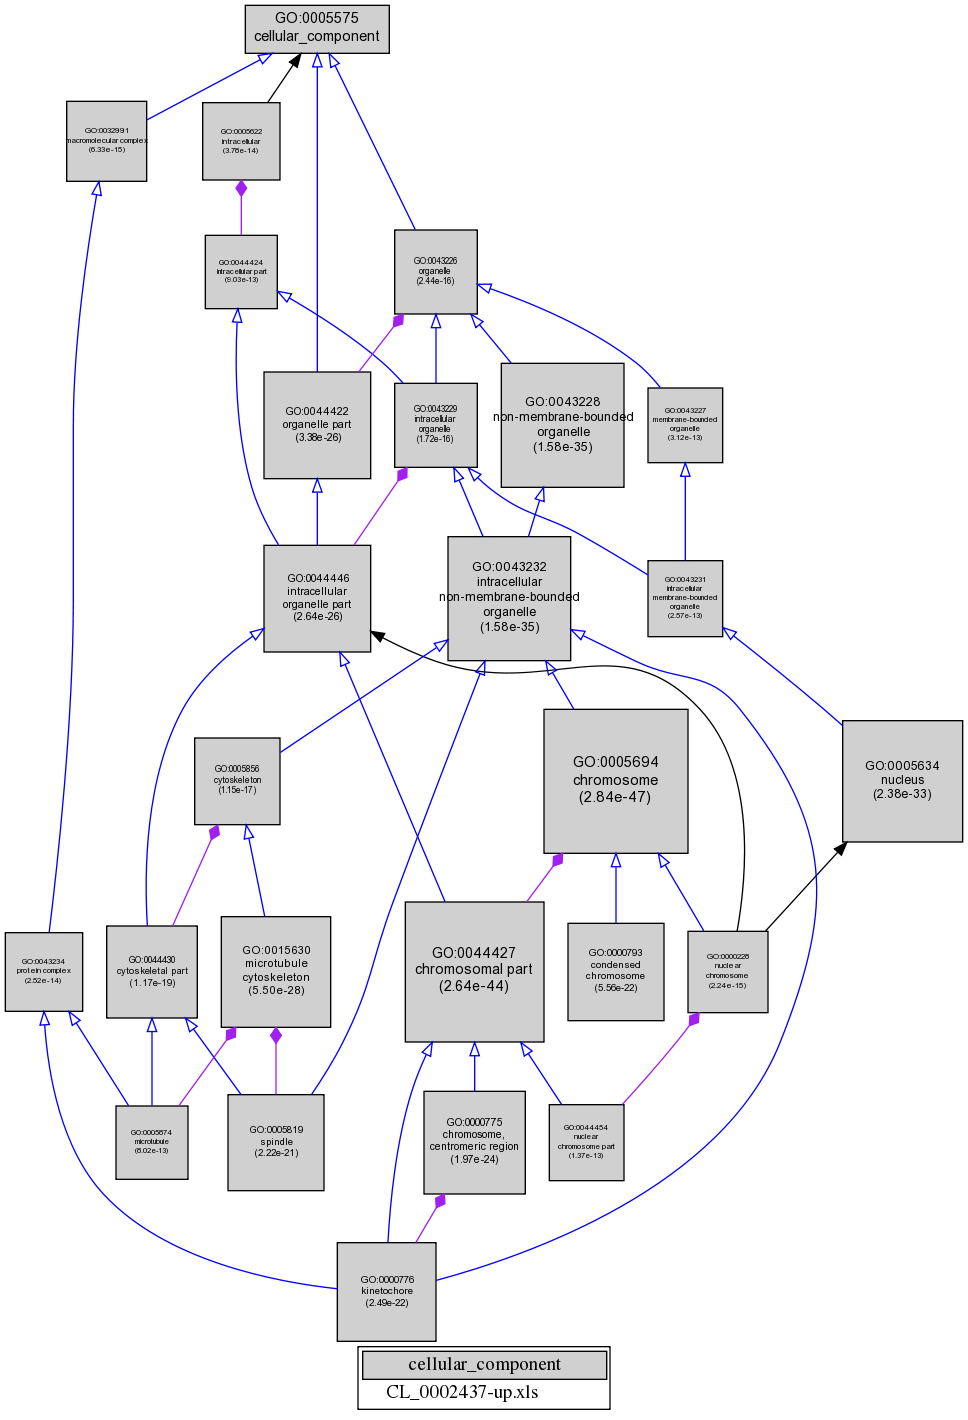 GO:0005575
cellular_component
GO:0032991
macromolecular complex
(6.33e-15)
GO:0005622
intracellular
(3.76e-14)
GO:0044424
intracellular part
(9.03e-13)
GO:0043226
organelle
(2.44e-16)
GO:0044422
organelle part
(3.38e-26)
GO:0043229
intracellular
organelle
(1.72e-16)
GO:0043228
non-membrane-bounded
organelle
(1.58e-35)
GO:0043227
membrane-bounded
organelle
(3.12e-13)
GO:0044446
intracellular
organelle part
(2.64e-26)
GO:0043232
intracellular
non-membrane-bounded
organelle
(1.58e-35)
GO:0043231
intracellular
membrane-bounded
organelle
(2.57e-13)
GO:0005856
cytoskeleton
(1.15e-17)
GO:0005694
chromosome
(2.84e-47)
GO:0005634
nucleus
(2.38e-33)
GO:0043234
protein complex
(2.52e-14)
GO:0044430
cytoskeletal part
(1.17e-19)
GO:0015630
microtubule
cytoskeleton
(5.50e-28)
GO:0044427
chromosomal part
(2.64e-44)
GO:0000793
condensed
chromosome
(5.56e-22)
GO:0000228
nuclear
chromosome
(2.24e-15)
GO:0005874
microtubule
(8.02e-13)
GO:0005819
spindle
(2.22e-21)
GO:0000775
chromosome,
centromeric region
(1.97e-24)
GO:0044454
nuclear
chromosome part
(1.37e-13)
GO:0000776
kinetochore
(2.49e-22)
cellular_component
CL_0002437-up.xls